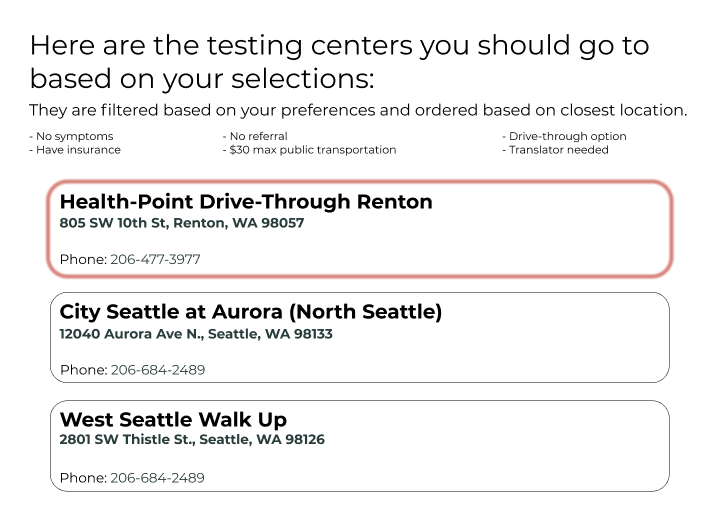 Here are the testing centers you should go to
based on your selections:
They are filtered based on your preferences and ordered based on closest location.
- No symptoms
- Have insurance
- No referral
- $30 max public transportation
- Drive-through option
- Translator needed
Health-Point Drive-Through Renton
805 SW 10th St, Renton, WA 98057
Phone: 206-477-3977
City Seattle at Aurora (North Seattle)
12040 Aurora Ave N., Seattle, WA 98133
Phone: 206-684-2489
West Seattle Walk Up
2801 SW Thistle St., Seattle, WA 98126
Phone: 206-684-2489